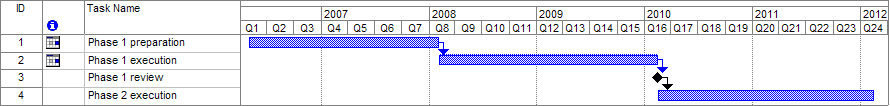 ID Task Name 2007 2008 2009 2010 2011 2012
Q1 Q2 Q3 Q4 Q5 Q6 Q7 Q8 Q9 Q10 Q11 Q12 Q13 Q14 Q15 Q16 Q17 Q18 Q19 Q20 Q21 Q22 Q23 Q24
1 Phase 1 preparation
2 Phase 1 execution
3 Phase 1 review
4 Phase 2 execution